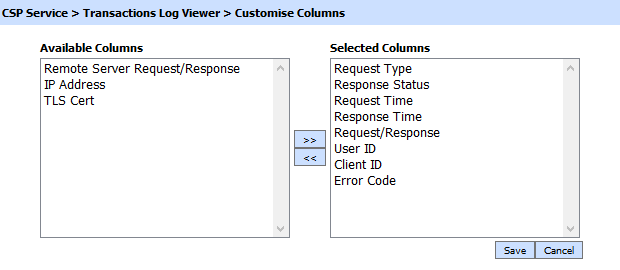 CSP Service > Transactions Log Viewer > Customise Columns
Available Columns
Remote Server Request/Response
IP Address
TLS Cert
>>
<<
Selected Columns
Request Type
Response Status
Request Time
Response Time
Request/Response
User ID
Client ID
Error Code
Save
Cancel